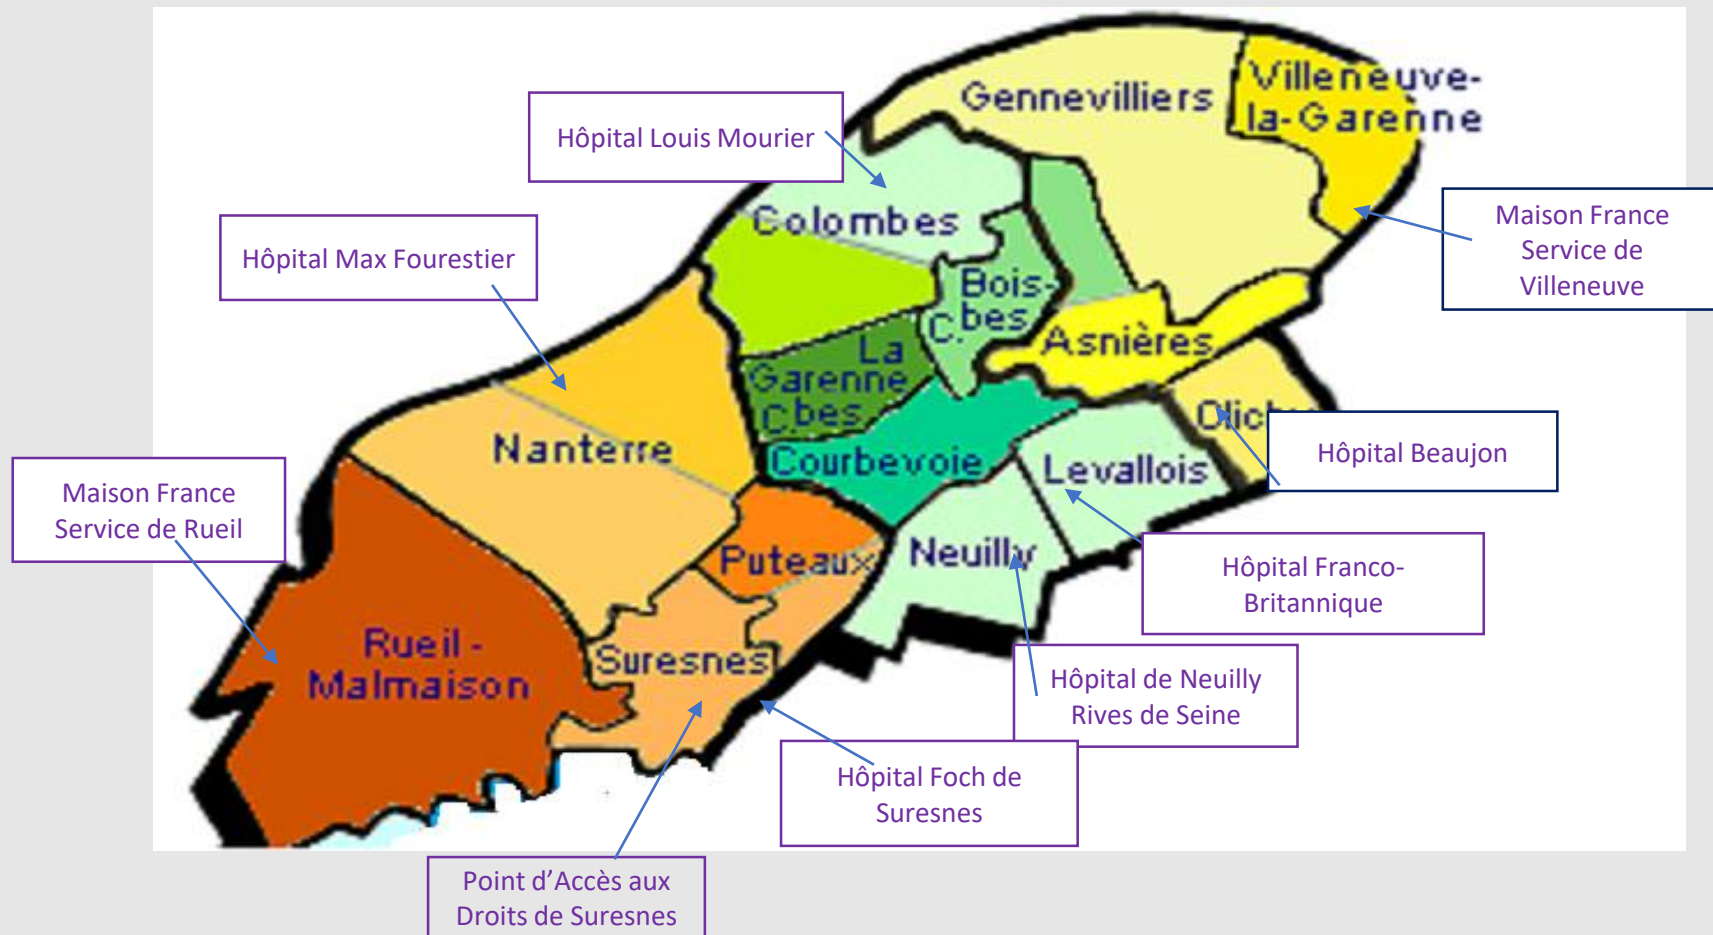 Villeneuve-
la-Garenne
Gennevilliers
Hôpital Louis Mourier
Colombes
Maison France
Service de
Villeneuve
Hôpital Max Fourestier
Bois-
C.bes
Asnières
La
Garenne
C.bes
Nanterre
Courbevoie
Levallois
Hôpital Beaujon
Maison France
Service de Rueil
Puteaux
Neuilly
Hôpital Franco-
Britannique
Rueil-
Malmaison
Suresnes
Hôpital de Neuilly
Rives de Seine
Hôpital Foch de
Suresnes
Point d’Accès aux
Droits de Suresnes